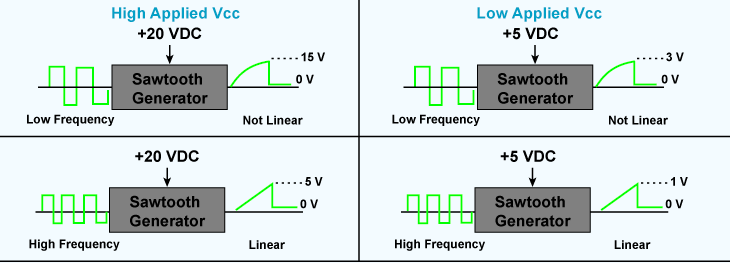 High Applied Vcc
+20 VDC
15 V
Sawtooth
Generator
0 V
Low Frequency
Not Linear
Low Applied Vcc
+5 VDC
3 V
Sawtooth
Generator
0 V
Low Frequency
Not Linear
+20 VDC
5 V
Sawtooth
Generator
0 V
High Frequency
Linear
+5 VDC
1 V
Sawtooth
Generator
0 V
High Frequency
Linear